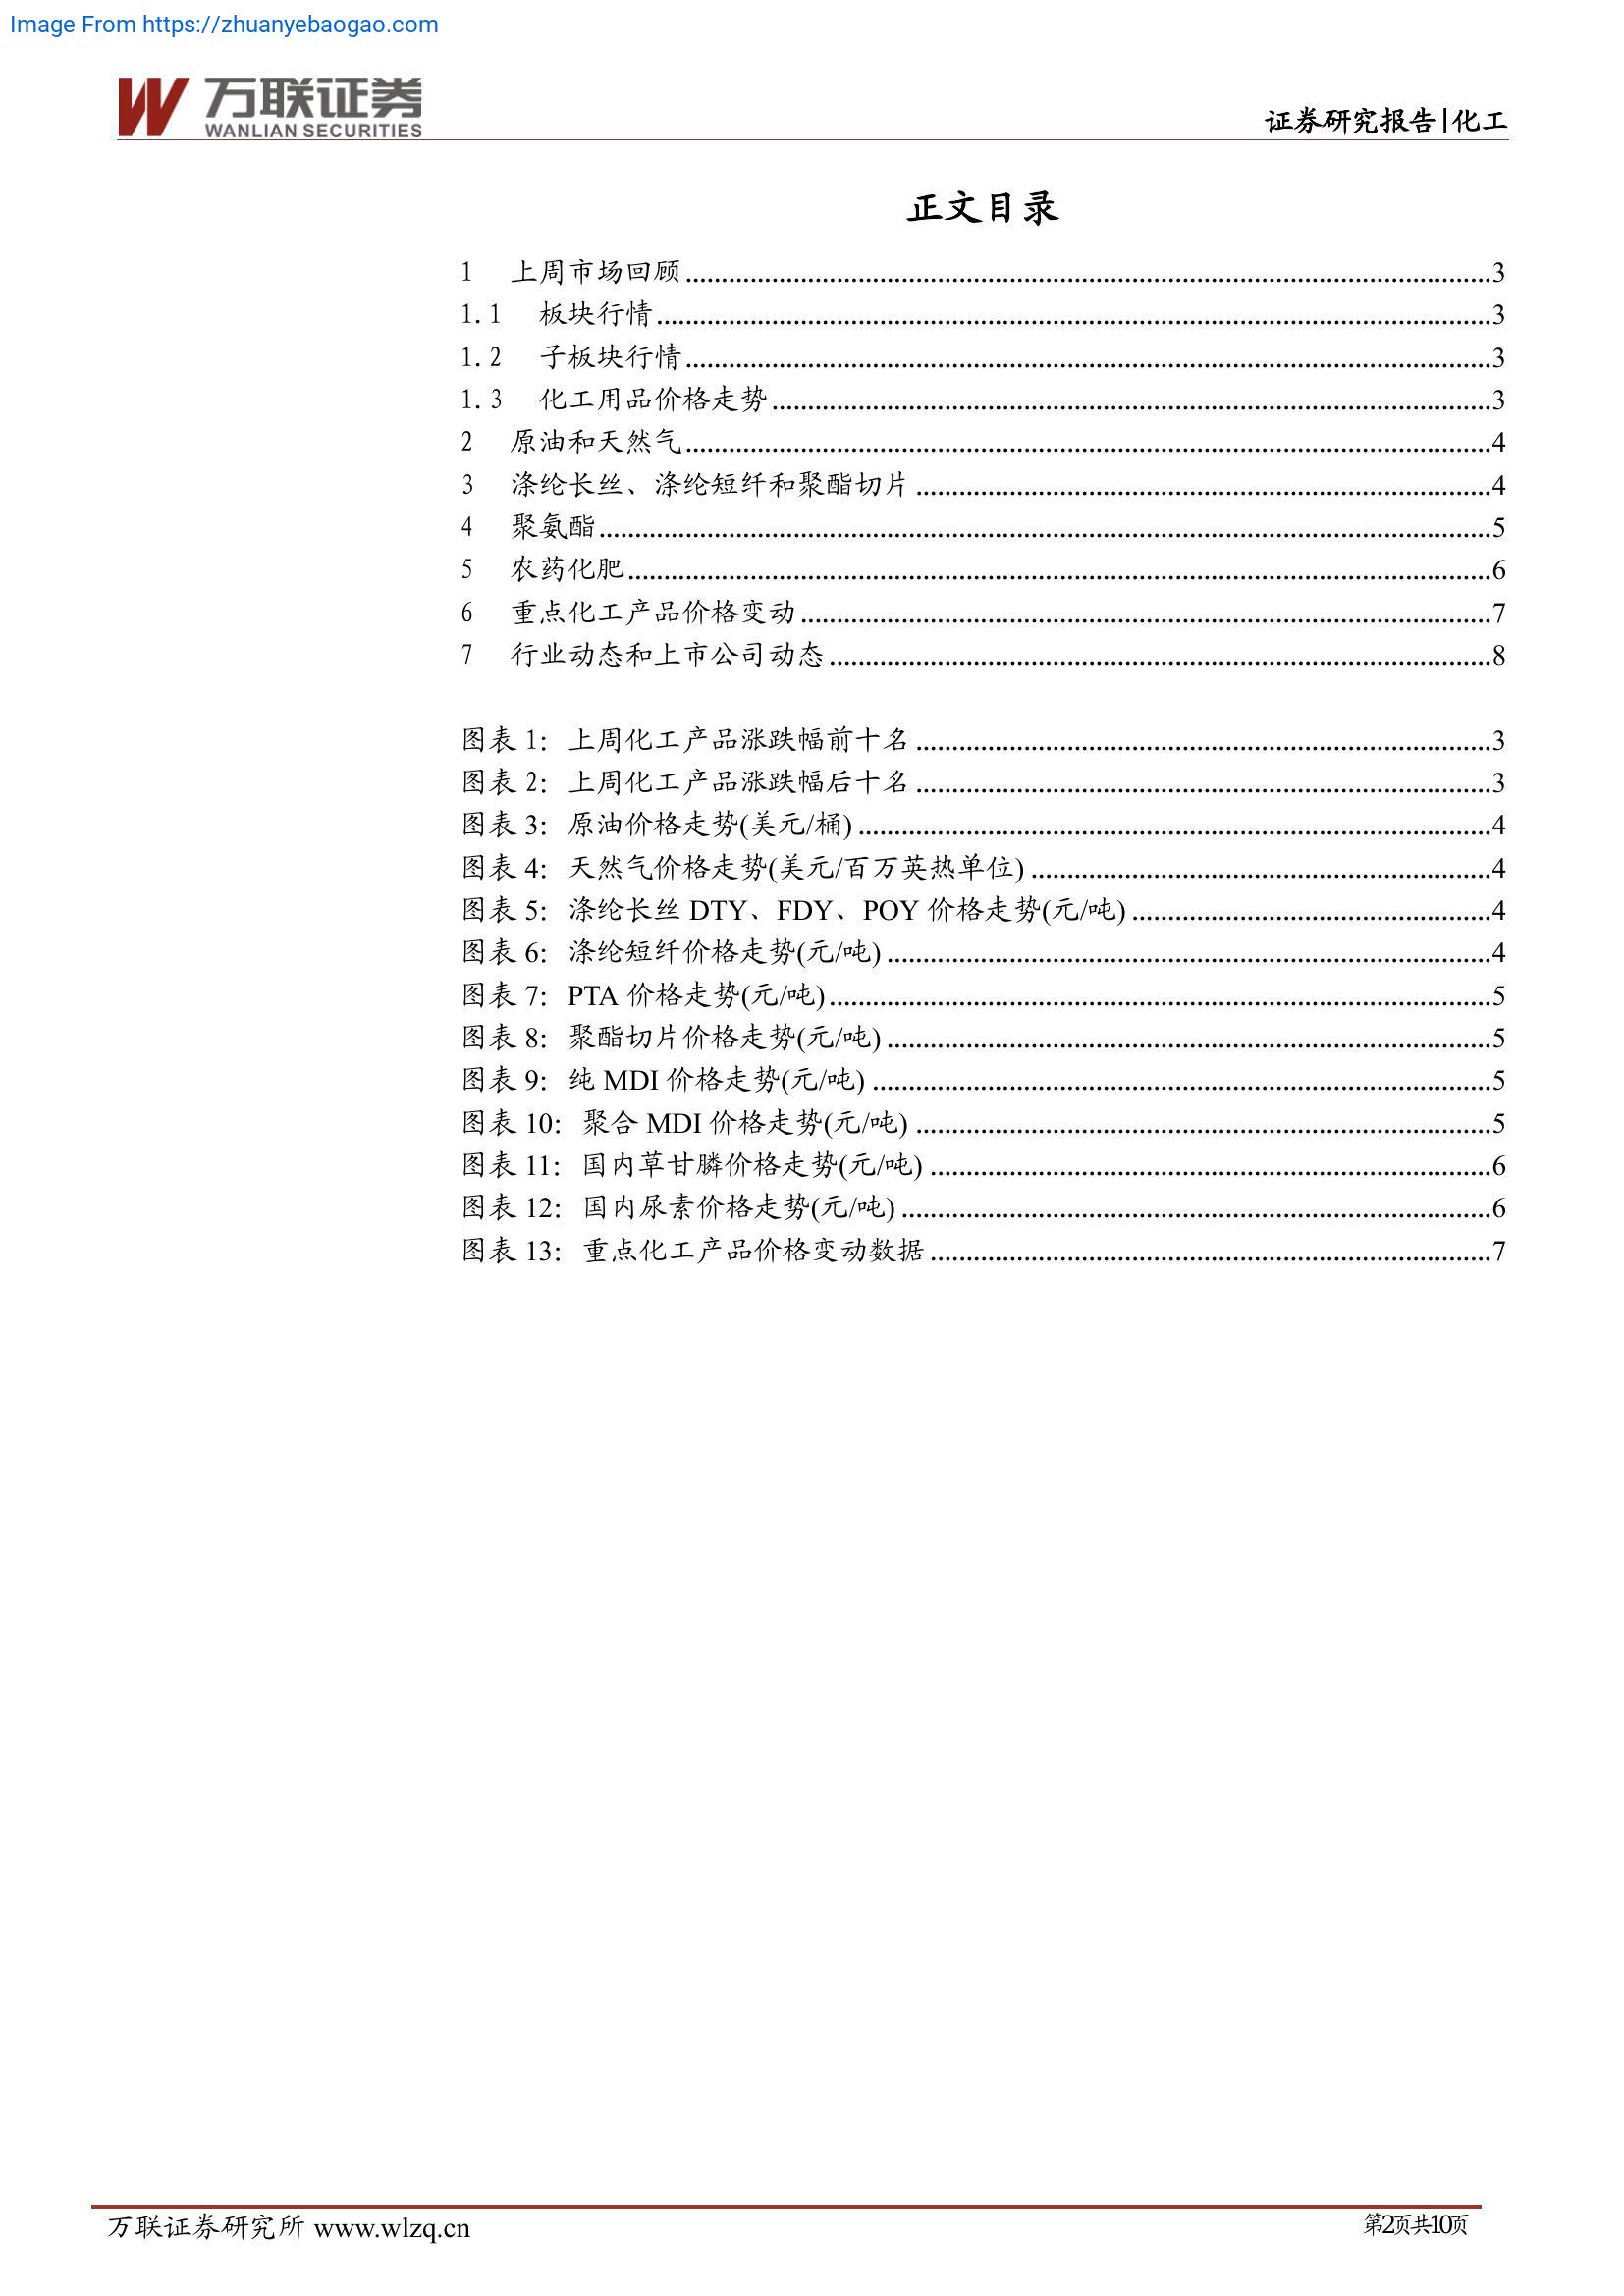 Image From https://zhuanyebaogao.com
万联证券
WANLIAN SECURITIES
证券研究报告|化工
正文目录
1 上周市场回顾........3
1.1 板块行情........3
1.2 子板块行情........3
1.3 化工用品价格走势........3
2 原油和天然气........4
3 涤纶长丝、涤纶短纤和聚酯切片........4
4 聚氨酯........5
5 农药化肥........6
6 重点化工产品价格变动........7
7 行业动态和上市公司动态........8
图表 1：上周化工产品涨跌幅前十名........3
图表 2：上周化工产品涨跌幅后十名........3
图表 3：原油价格走势(美元/桶)........4
图表 4：天然气价格走势(美元/百万英热单位)........4
图表 5：涤纶长丝 DTY、FDY、POY 价格走势(元/吨)........4
图表 6：涤纶短纤价格走势(元/吨)........4
图表 7：PTA 价格走势(元/吨)........5
图表 8：聚酯切片价格走势(元/吨)........5
图表 9：纯 MDI 价格走势(元/吨)........5
图表 10：聚合 MDI 价格走势(元/吨)........5
图表 11：国内草甘膦价格走势(元/吨)........6
图表 12：国内尿素价格走势(元/吨)........6
图表 13：重点化工产品价格变动数据........7
万联证券研究所 www.wlzq.cn
第2页共10页